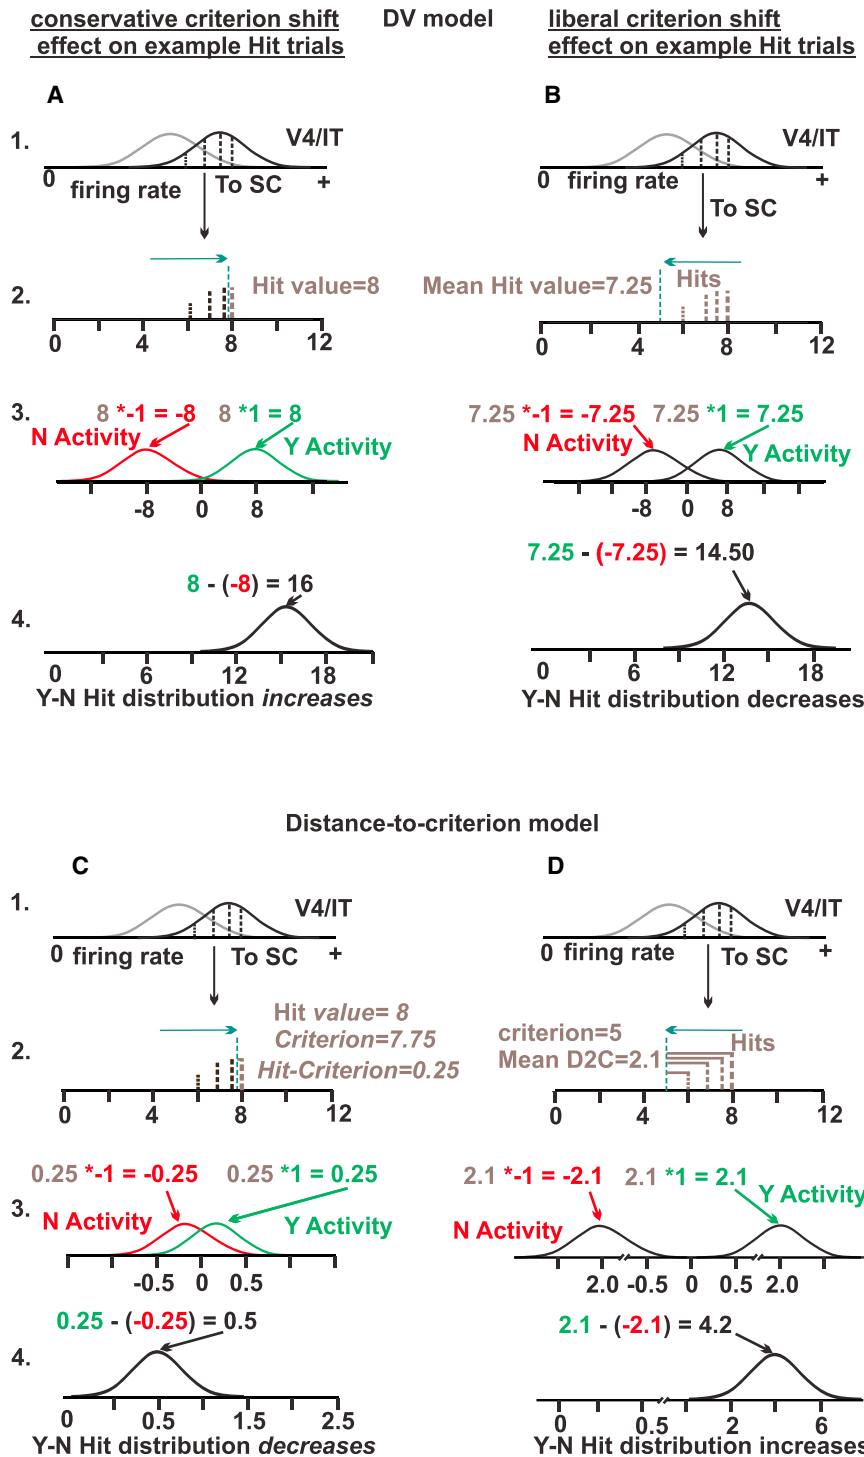 conservative criterion shift
effect on example Hit trials
DV model
liberal criterion shift
effect on example Hit trials
A
1.
V4/IT
0
firing rate
To SC
+
2.
Hit value=8
0 4 8 12
3.
8 *-1 = -8
8 *1 = 8
N Activity
Y Activity
-8 0 8
8 - (-8) = 16
4.
0 6 12 18
Y-N Hit distribution increases
B
V4/IT
0
firing rate
+
To SC
Mean Hit value=7.25
Hits
0 4 8 12
7.25 *-1 = -7.25
7.25 *1 = 7.25
N Activity
Y Activity
-8 0 8
7.25 - (-7.25) = 14.50
0 6 12 18
Y-N Hit distribution decreases
Distance-to-criterion model
C
1.
V4/IT
0 firing rate
To SC
+
2.
Hit value= 8
Criterion=7.75
Hit-Criterion=0.25
0 4 8 12
0.25 *-1 = -0.25
0.25 *1 = 0.25
3.
N Activity
Y Activity
-0.5 0 0.5
0.25 - (-0.25) = 0.5
4.
0 0.5 1.5 2.5
Y-N Hit distribution decreases
D
V4/IT
0 firing rate
To SC
+
criterion=5
Mean D2C=2.1
Hits
0 4 8 12
2.1 *-1 = -2.1
2.1 *1 = 2.1
Y Activity
N Activity
2.0 -0.5 0 0.5 2.0
2.1 - (-2.1) = 4.2
0 0.5 2 6
Y-N Hit distribution increases